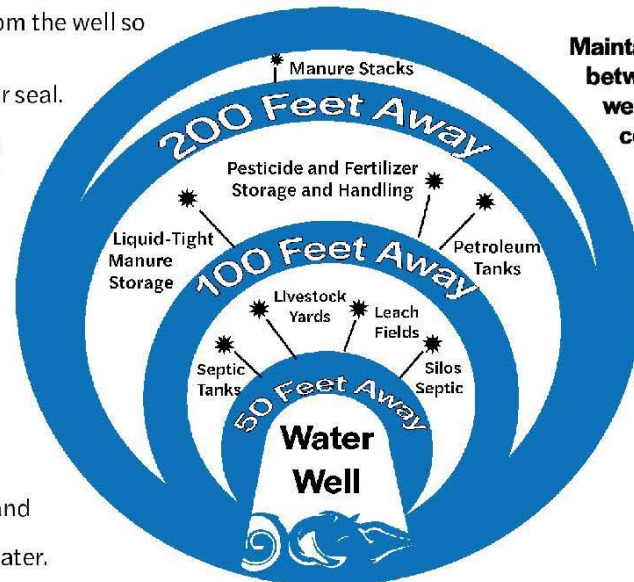 om the well so
r seal.
Manure Stacks
200 Feet Away
Pesticide and Fertilizer
Storage and Handling
Liquid-Tight
Manure
Storage
Petroleum
Tanks
100 Feet Away
Livestock
Yards
Leach
Fields
Septic
Tanks
Silos
Septic
50 Feet Away
Water
Well
and
ater.
Mainta
betw
we
co